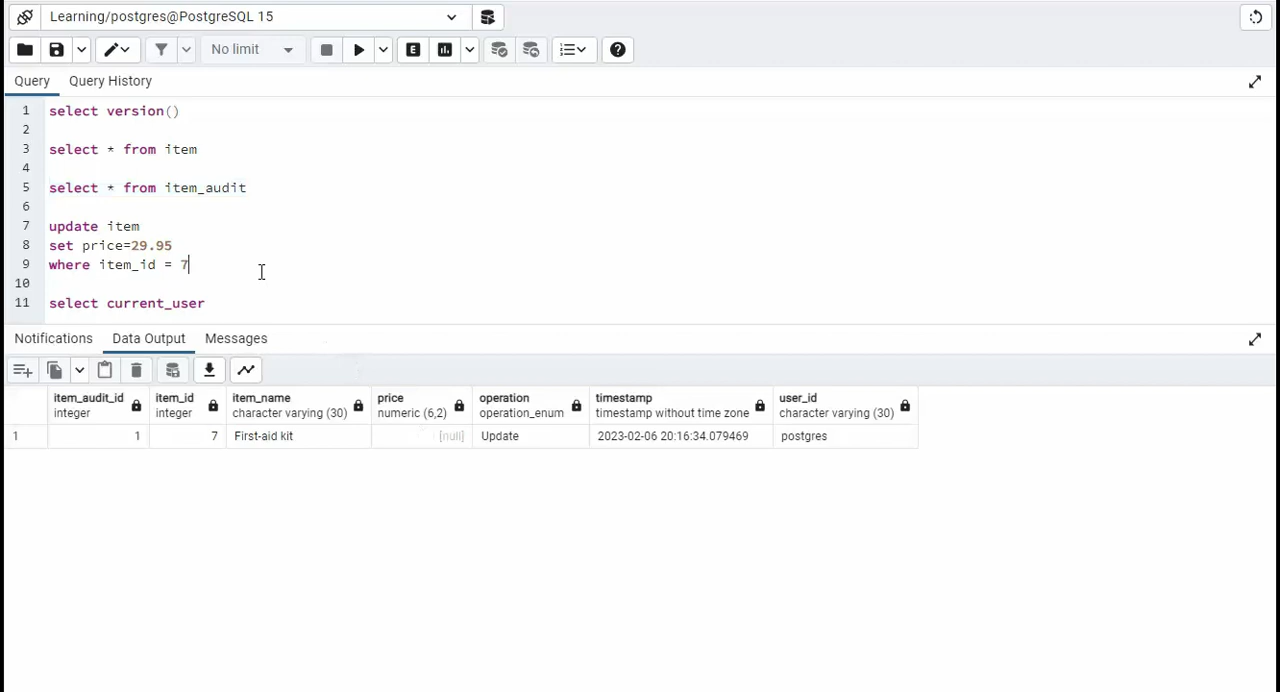 Learning/postgres@PostgreSQL 15
No limit
E
Query Query History
1 select version()
2
3 select * from item
4
5 select * from item_audit
6
7 update item
8 set price=29.95
9 where item_id = 7
10
11 select current_user
Notifications Data Output Messages
item_audit_id item_id item_name price operation timestamp user_id
integer integer character varying (30) numeric (6,2) operation_enum timestamp without time zone character varying (30)
1 1 7 First-aid kit [null] Update 2023-02-06 20:16:34.079469 postgres